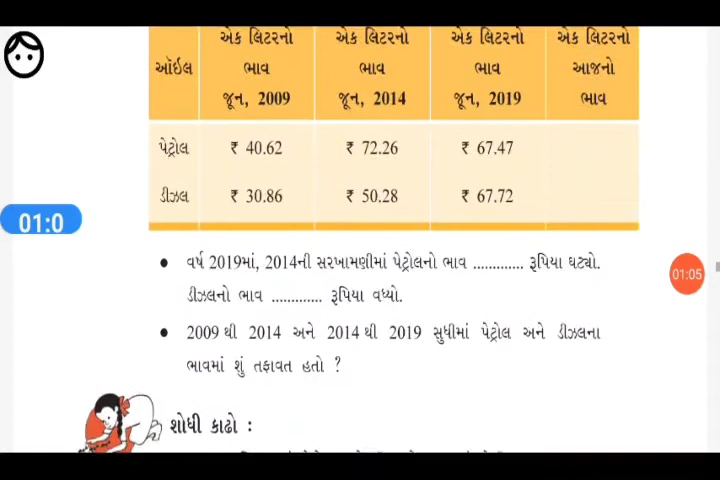 એક લિટરનો એક લિટરનો એક લિટરનો એક લિટરનો
ઑઇલ ભાવ ભાવ ભાવ આજનો
જૂન, 2009 જૂન, 2014 જૂન, 2019 ભાવ
પેટ્રોલ ₹ 40.62 ₹ 72.26 ₹ 67.47
ડીઝલ ₹ 30.86 ₹ 50.28 ₹ 67.72
01:0
• વર્ષ 2019માં, 2014ની સરખામણીમાં પેટ્રોલનો ભાવ ............. રૂપિયા ઘટ્યો.
01:05
ડીઝલનો ભાવ ............. રૂપિયા વધ્યો.
• 2009 થી 2014 અને 2014 થી 2019 સુધીમાં પેટ્રોલ અને ડીઝલના
ભાવમાં શું તફાવત હતો ?
શોધી કાઢો :